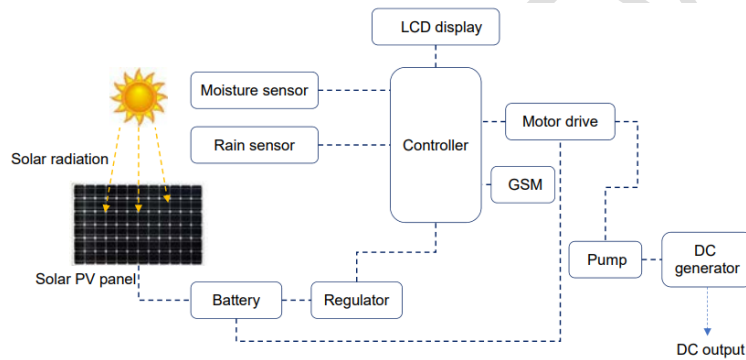 LCD display
Moisture sensor
Rain sensor
Controller
Motor drive
GSM
Solar radiation
Solar PV panel
Battery
Regulator
Pump
DC
generator
DC output